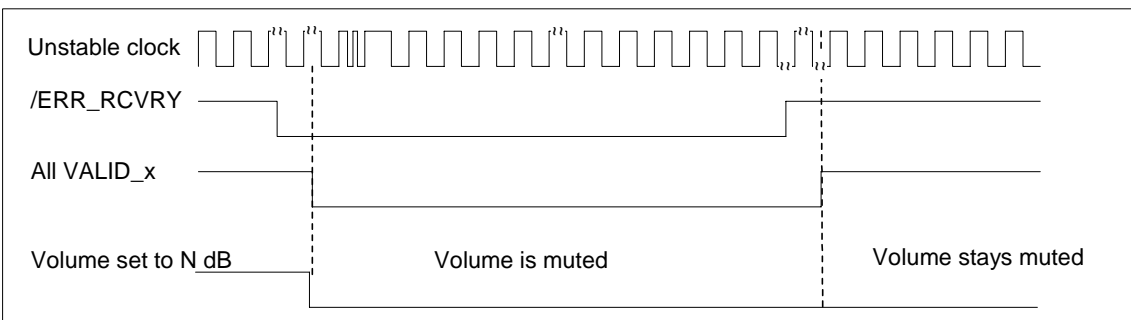 Unstable clock
/ERR_RCVRY
All VALID_x
Volume set to N dB
Volume is muted
Volume stays muted